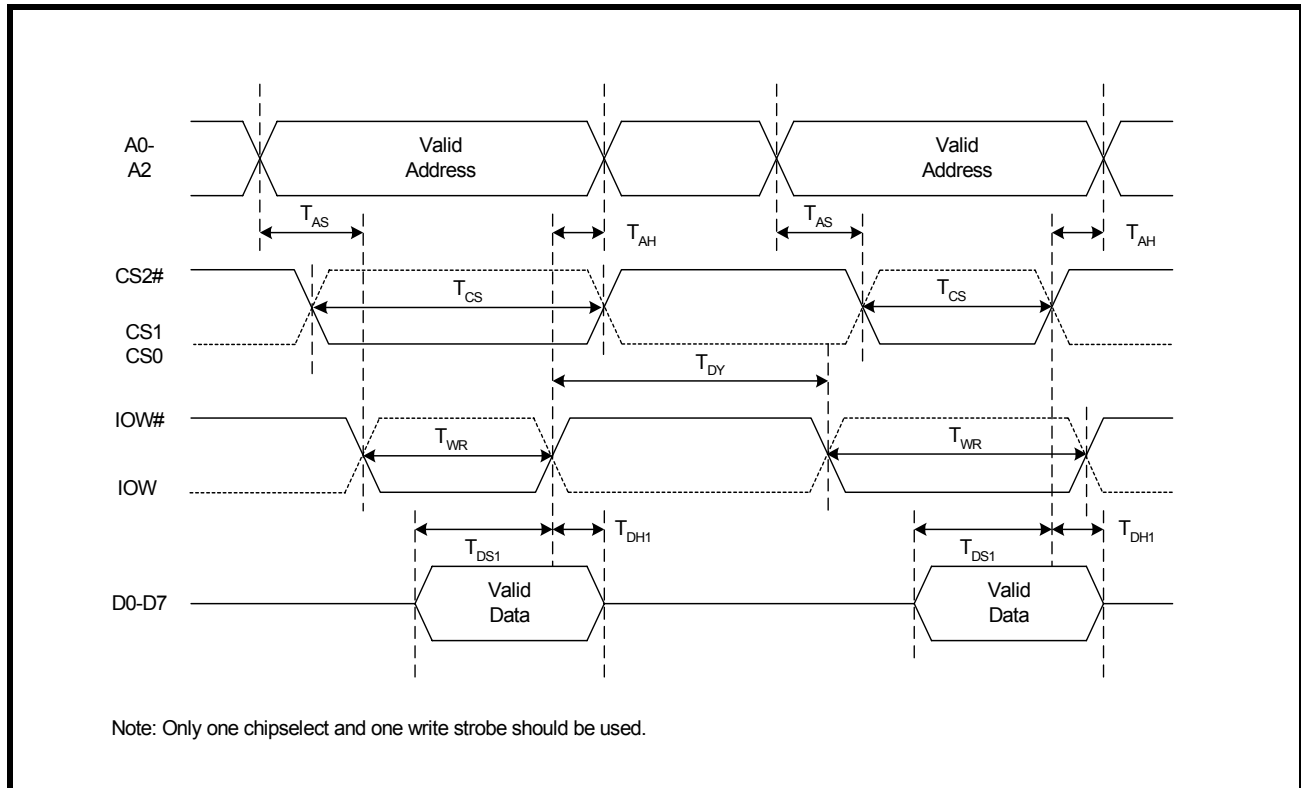 A0-
A2
Valid
Address
Valid
Address
TAS
TAH
TAS
TAH
CS2#
CS1
CS0
TCS
TCS
TDY
IOW#
IOW
TWR
TWR
TDS1
TDH1
TDS1
TDH1
D0-D7
Valid
Data
Valid
Data
Note: Only one chipselect and one write strobe should be used.